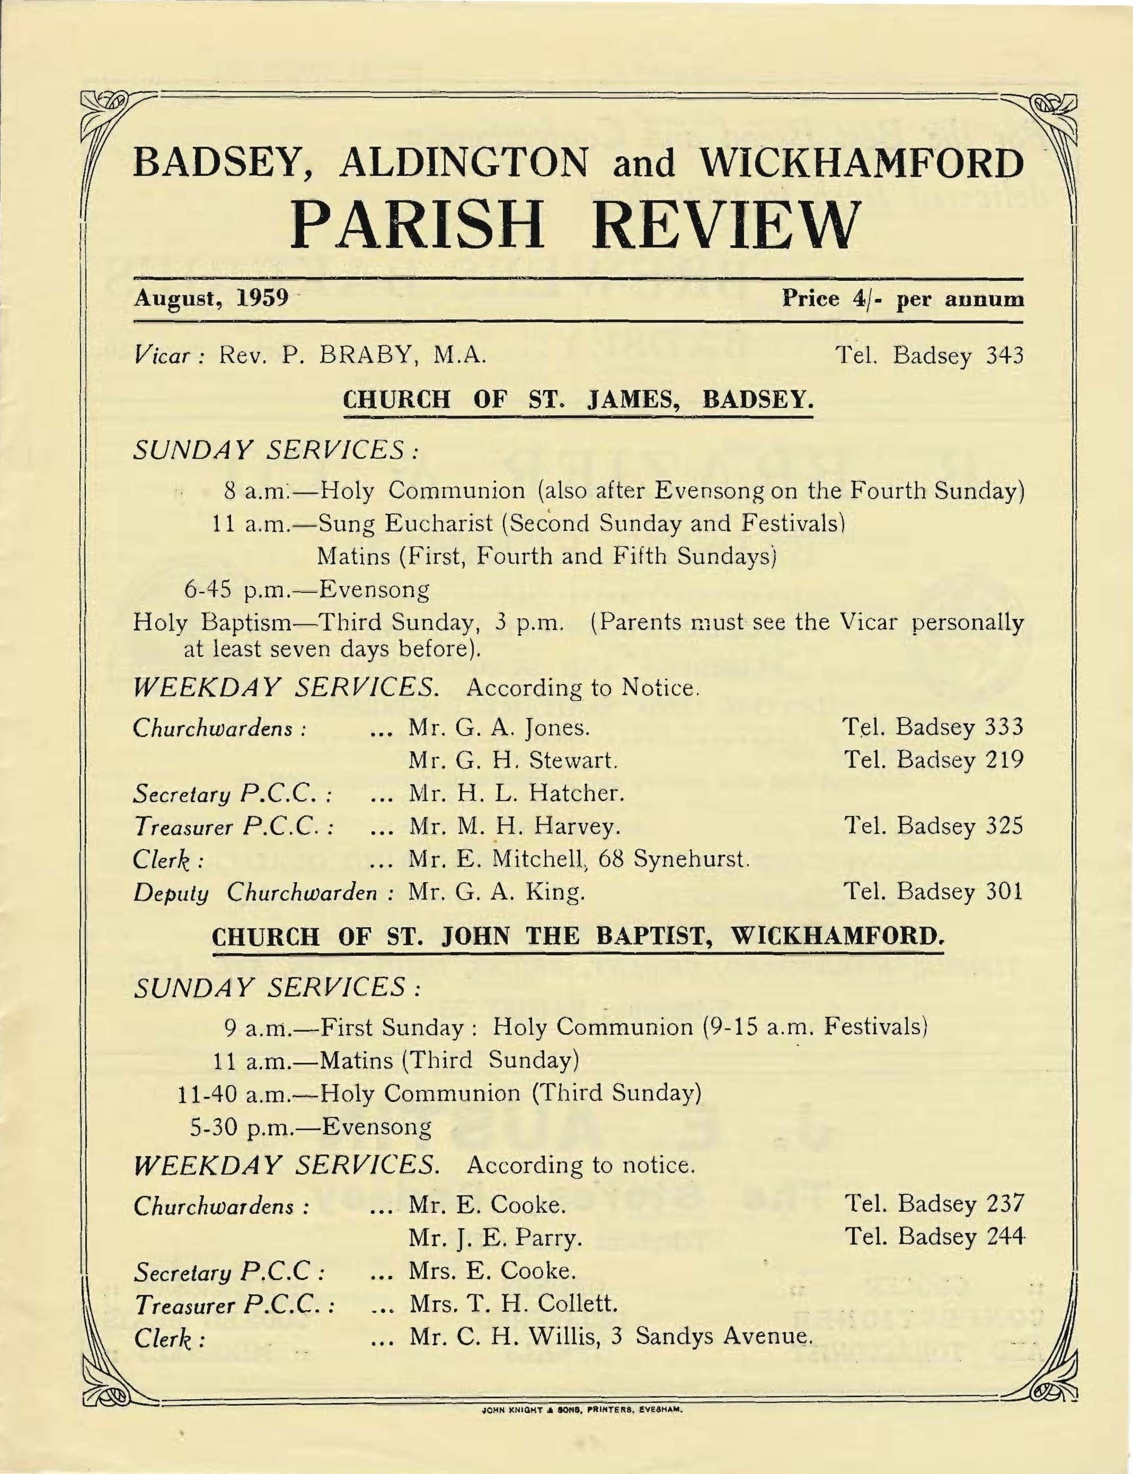 BADSEY, ALDINGTON and WICKHAMFORD
PARISH REVIEW
August, 1959 Price 4/- per annum
Vicar : Rev. P. BRABY, M.A. Tel. Badsey 343
CHURCH OF ST. JAMES, BADSEY.
SUNDAY SERVICES :
8 a.m.—Holy Communion (also after Evensong on the Fourth Sunday)
11 a.m.—Sung Eucharist (Second Sunday and Festivals)
Matins (First, Fourth and Fifth Sundays)
6-45 p.m.—Evensong
Holy Baptism—Third Sunday, 3 p.m. (Parents must see the Vicar personally
at least seven days before).
WEEKDAY SERVICES. According to Notice.
Churchwardens : ... Mr. G. A. Jones. Tel. Badsey 333
Mr. G. H. Stewart. Tel. Badsey 219
Secretary P.C.C. : ... Mr. H. L. Hatcher.
Treasurer P.C.C. : ... Mr. M. H. Harvey. Tel. Badsey 325
Clerk : ... Mr. E. Mitchell, 68 Synehurst.
Deputy Churchwarden : Mr. G. A. King. Tel. Badsey 301
CHURCH OF ST. JOHN THE BAPTIST, WICKHAMFORD.
SUNDAY SERVICES :
9 a.m.—First Sunday : Holy Communion (9-15 a.m. Festivals)
11 a.m.—Matins (Third Sunday)
11-40 a.m.—Holy Communion (Third Sunday)
5-30 p.m.—Evensong
WEEKDAY SERVICES. According to notice.
Churchwardens : ... Mr. E. Cooke. Tel. Badsey 237
Mr. J. E. Parry. Tel. Badsey 244
Secretary P.C.C : ... Mrs. E. Cooke.
Treasurer P.C.C. : ... Mrs. T. H. Collett.
Clerk : ... Mr. C. H. Willis, 3 Sandys Avenue.
JOHN KNIGHT & SONS, PRINTERS, EVESHAM.